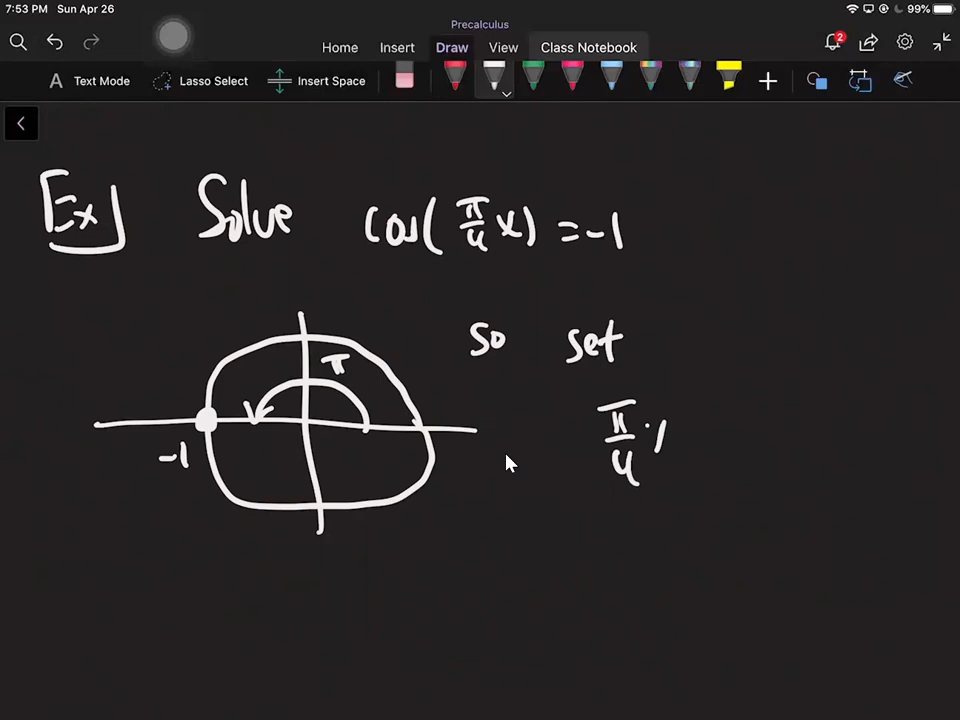 7:53 PM Sun Apr 26 99%
Precalculus
Home Insert Draw View Class Notebook 2
A Text Mode Lasso Select Insert Space
[Ex] Solve cos(π/4 x) = -1
so set
π
π/4 ·
-1